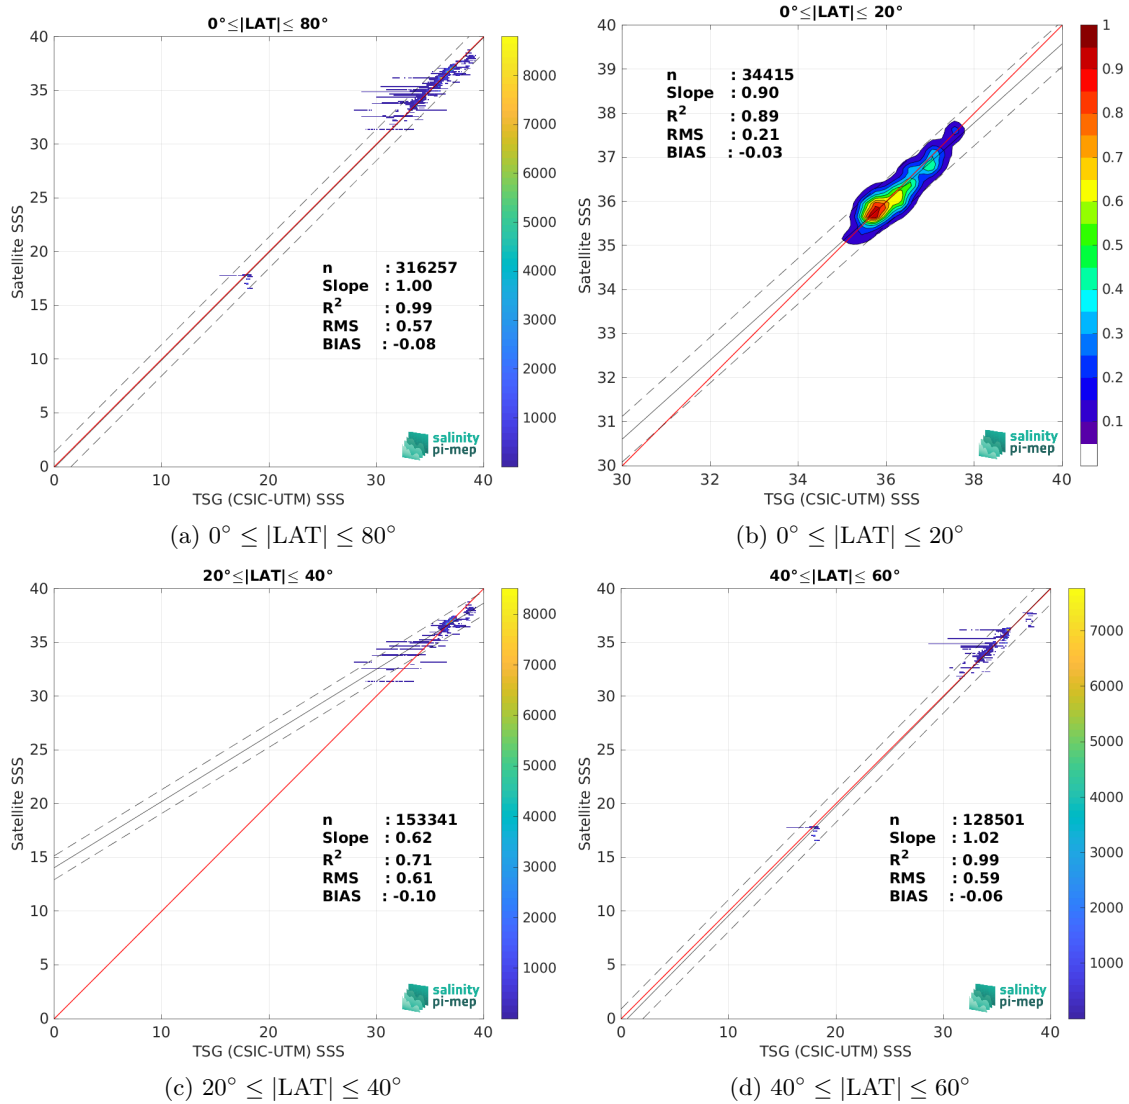 0°≤|LAT|≤ 80°
40
35
30
25
20
15
10
5
0
Satellite SSS
n : 316257
Slope : 1.00
R² : 0.99
RMS : 0.57
BIAS : -0.08
salinity
pi-mep
0 10 20 30 40
TSG (CSIC-UTM) SSS
8000
7000
6000
5000
4000
3000
2000
1000
(a) 0° ≤ |LAT| ≤ 80°
0°≤|LAT|≤ 20°
40
39
38
37
36
35
34
33
32
31
30
Satellite SSS
n : 34415
Slope : 0.90
R² : 0.89
RMS : 0.21
BIAS : -0.03
salinity
pi-mep
30 32 34 36 38 40
TSG (CSIC-UTM) SSS
1
0.9
0.8
0.7
0.6
0.5
0.4
0.3
0.2
0.1
(b) 0° ≤ |LAT| ≤ 20°
20°≤|LAT|≤ 40°
40
35
30
25
20
15
10
5
0
Satellite SSS
n : 153341
Slope : 0.62
R² : 0.71
RMS : 0.61
BIAS : -0.10
salinity
pi-mep
0 10 20 30 40
TSG (CSIC-UTM) SSS
8000
7000
6000
5000
4000
3000
2000
1000
(c) 20° ≤ |LAT| ≤ 40°
40°≤|LAT|≤ 60°
40
35
30
25
20
15
10
5
0
Satellite SSS
n : 128501
Slope : 1.02
R² : 0.99
RMS : 0.59
BIAS : -0.06
salinity
pi-mep
0 10 20 30 40
TSG (CSIC-UTM) SSS
7000
6000
5000
4000
3000
2000
1000
(d) 40° ≤ |LAT| ≤ 60°